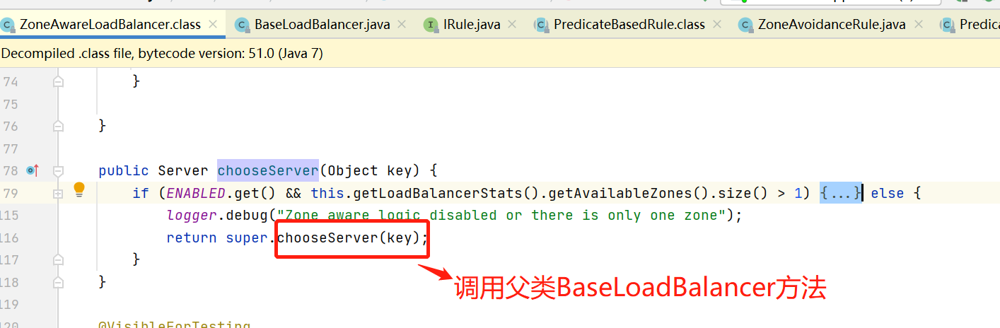 ZoneAwareLoadBalancer.class BaseLoadBalancer.java IRule.java PredicateBasedRule.class ZoneAvoidanceRule.java Predic
Decompiled .class file, bytecode version: 51.0 (Java 7)
74 }
75
76 }
77
78 public Server chooseServer(Object key) {
79 if (ENABLED.get() && this.getLoadBalancerStats().getAvailableZones().size() > 1) {...} else {
115 logger.debug("Zone aware logic disabled or there is only one zone");
116 return super.chooseServer(key);
117 }
调用父类BaseLoadBalancer方法
118 }
119
120 @VisibleForTesting